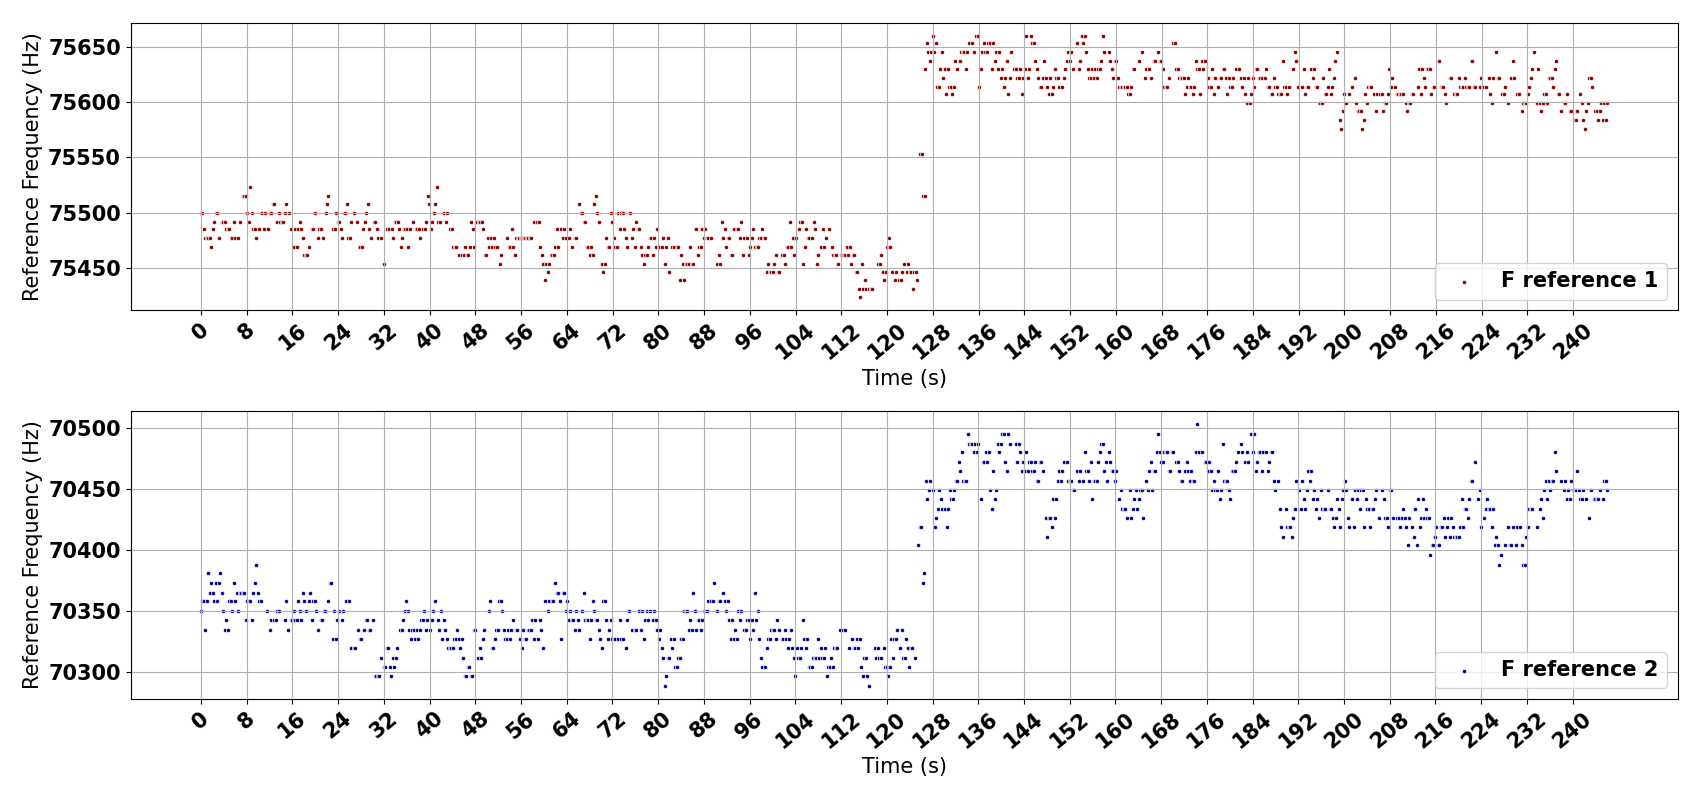 Reference Frequency (Hz)
75650
75600
75550
75500
75450
F reference 1
0 8 16 24 32 40 48 56 64 72 80 88 96 104 112 120 128 136 144 152 160 168 176 184 192 200 208 216 224 232 240
Time (s)
Reference Frequency (Hz)
70500
70450
70400
70350
70300
F reference 2
0 8 16 24 32 40 48 56 64 72 80 88 96 104 112 120 128 136 144 152 160 168 176 184 192 200 208 216 224 232 240
Time (s)